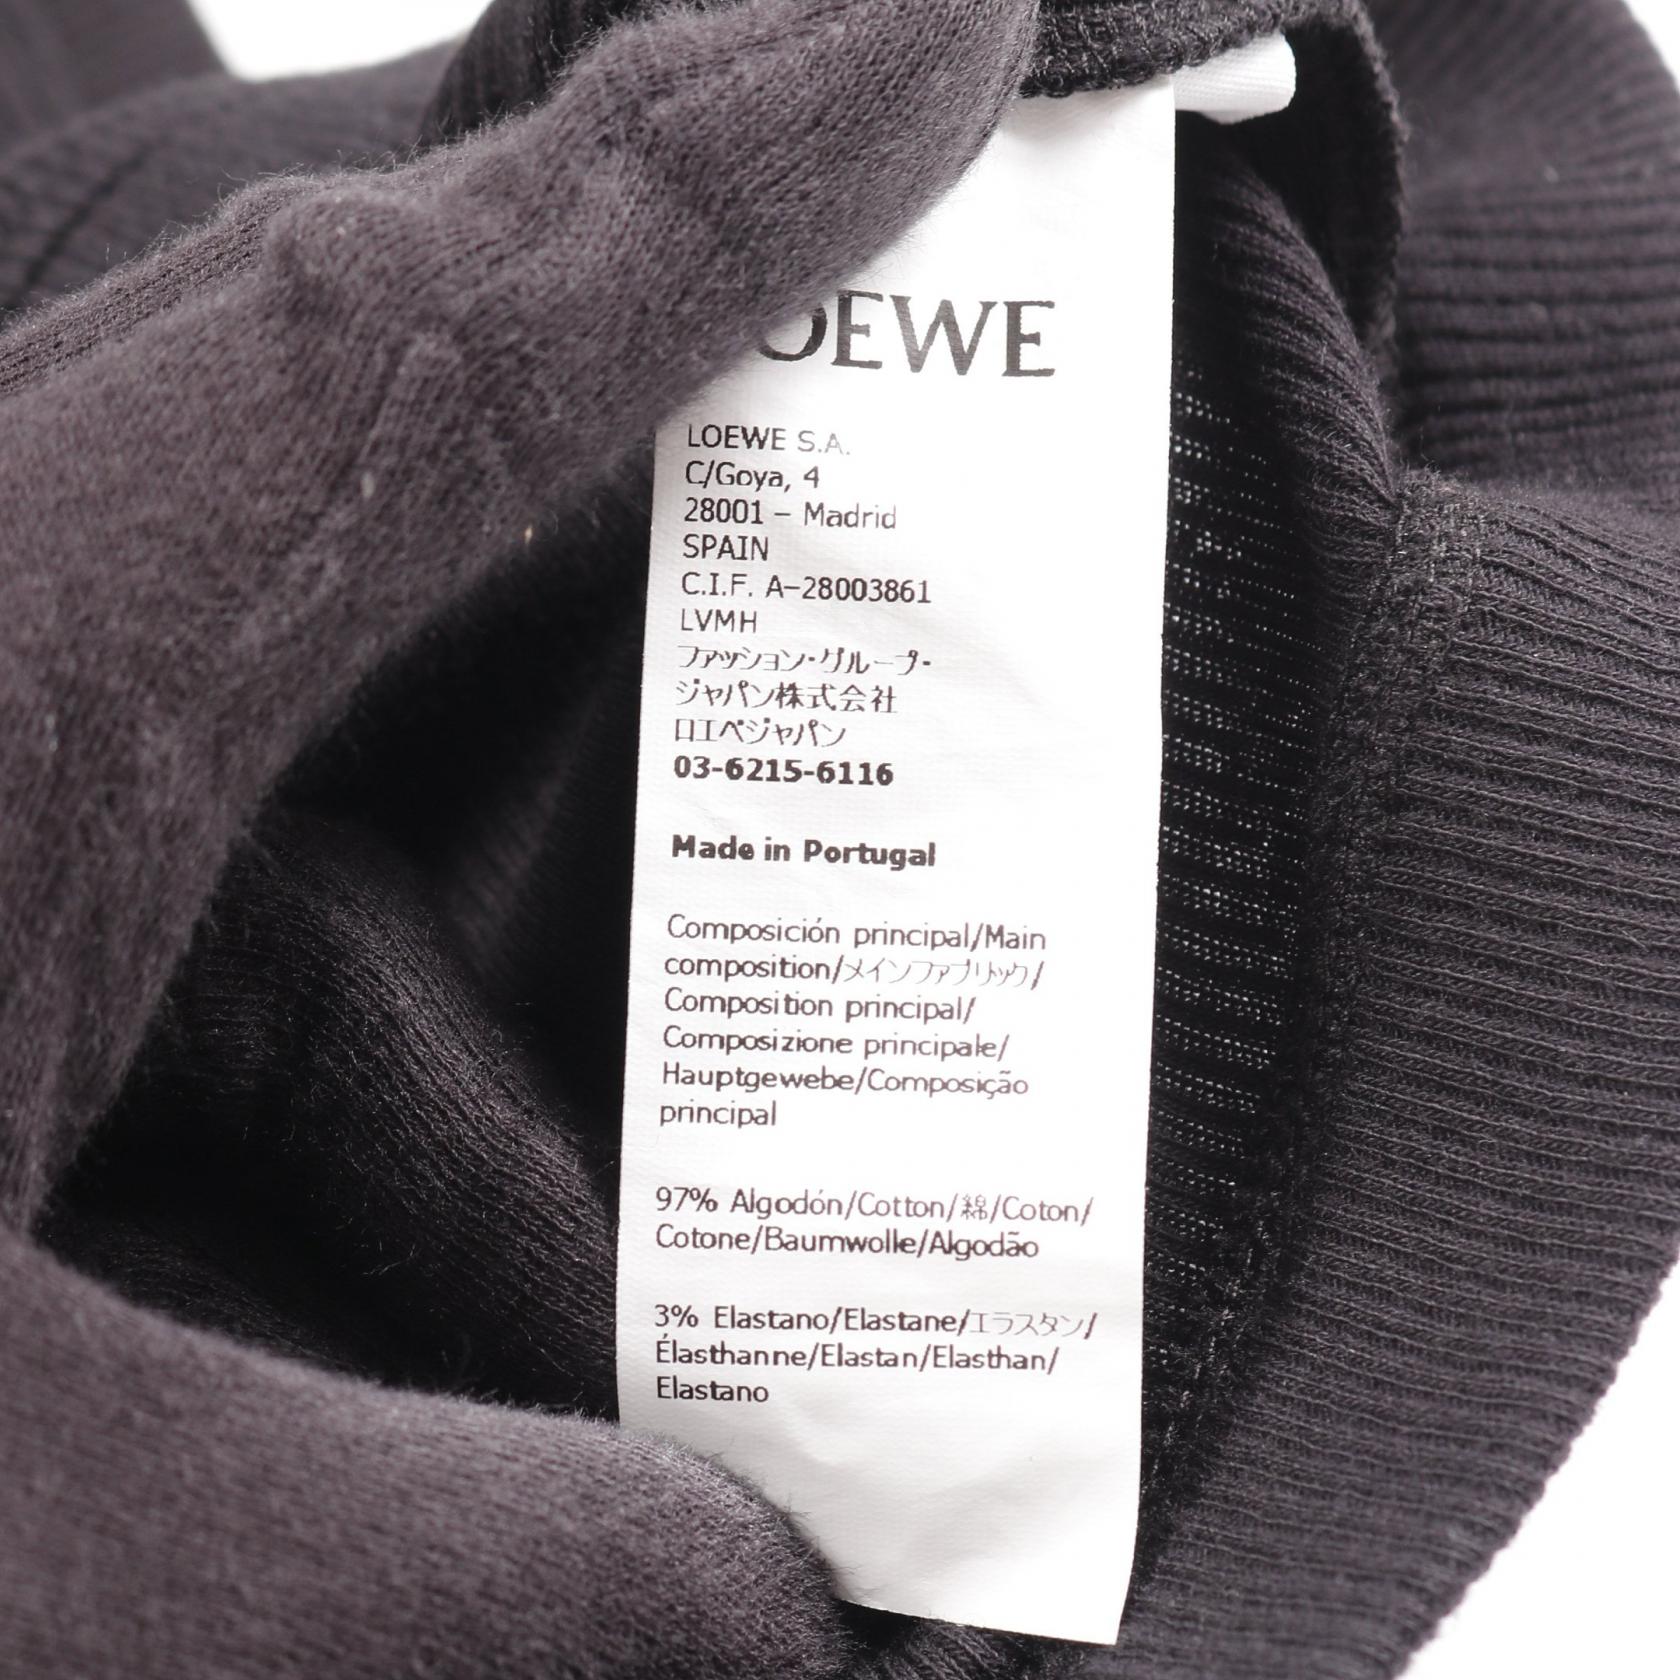 LOEWE
LOEWE S.A.
C/Goya, 4
28001 – Madrid
SPAIN
C.I.F. A-28003861
LVMH
ファッション・グループ・
ジャパン株式会社
ロエベジャパン
03-6215-6116
Made in Portugal
Composición principal/Main
composition/メインファブリック/
Composition principal/
Composizione principale/
Hauptgewebe/Composição
principal
97% Algodón/Cotton/綿/Coton/
Cotone/Baumwolle/Algodão
3% Elastano/Elastane/エラスタン/
Élasthanne/Elastan/Elasthan/
Elastano